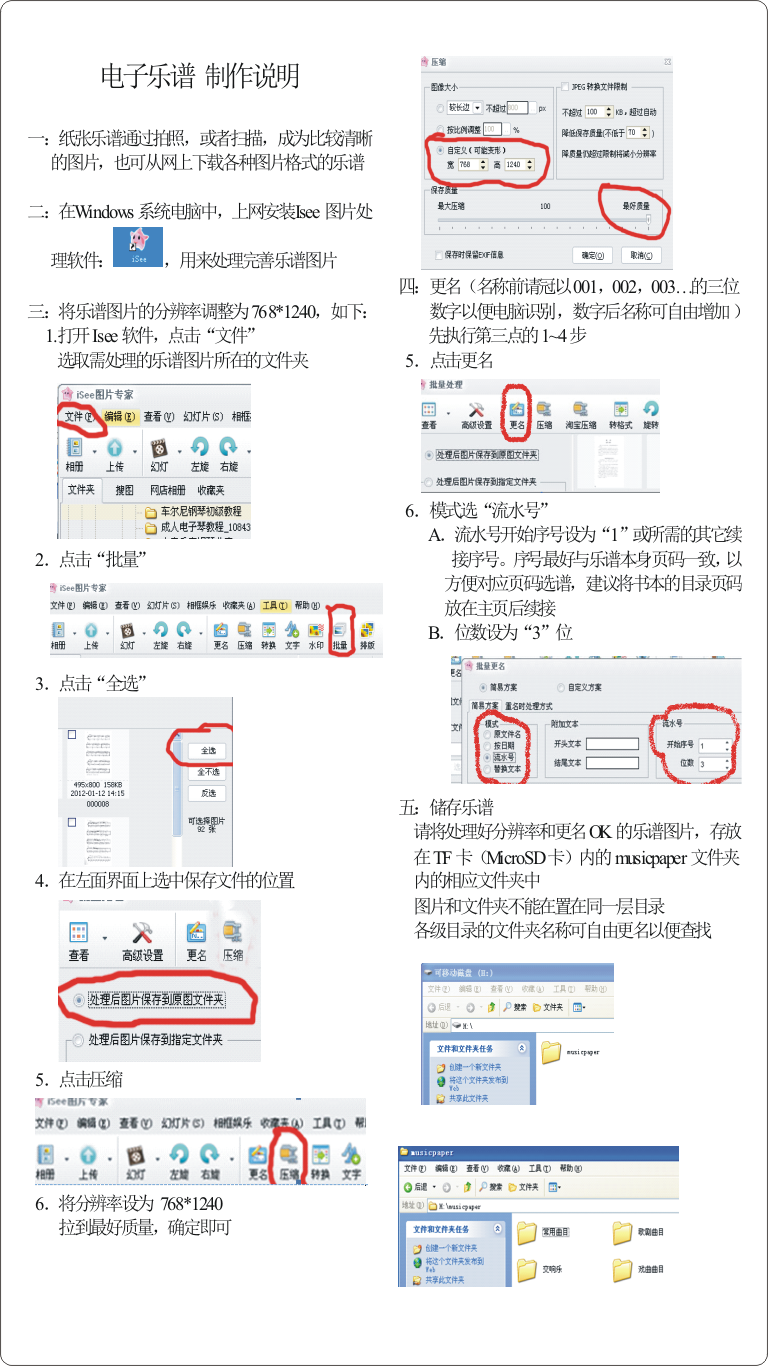 电子乐谱 制作说明
一：纸张乐谱通过拍照，或者扫描，成为比较清晰
的图片，也可从网上下载各种图片格式的乐谱
二：在Windows 系统电脑中，上网安装Isee 图片处
理软件： iSee ，用来处理完善乐谱图片
三：将乐谱图片的分辨率调整为768*1240，如下：
1.打开Isee 软件，点击“文件”
选取需处理的乐谱图片所在的文件夹
iSee图片专家
文件(F) 编辑(E) 查看(V) 幻灯片(S) 相框
相册 上传 幻灯 左旋 右旋
文件夹 搜图 网店相册 收藏夹
车尔尼钢琴初级教程
成人电子琴教程_10843
2．点击“批量”
iSee图片专家
文件(F) 编辑(E) 查看(V) 幻灯片(S) 相框娱乐 收藏夹(A) 工具(T) 帮助(H)
相册 上传 幻灯 左旋 右旋 更名 压缩 转换 文字 水印 批量 排版
3．点击“全选”
全选
全不选
反选
可选择图片
92 张
495x800 158KB
2012-01-12 14:15
000008
4．在左面界面上选中保存文件的位置
查看 高级设置 更名 压缩
处理后图片保存到原图文件夹
处理后图片保存到指定文件夹
5．点击压缩
iSee图片专家
文件(F) 编辑(E) 查看(V) 幻灯片(S) 相框娱乐 收藏夹(A) 工具(T) 帮
相册 上传 幻灯 左旋 右旋 更名 压缩 转换 文字
6．将分辨率设为 768*1240
拉到最好质量，确定即可
压缩
图像大小
较长边 不超过 800 px
按比例调整 100 %
自定义(可能变形)
宽 768 高 1240
JPEG 转换文件限制
不超过 100 KB，超过自动
降低保存质量(不低于 70 )
降质量仍超过限制将减小分辨率
保存质量
最大压缩 100 最好质量
保存时保留EXIF信息 确定(O) 取消(C)
四：更名（名称前请冠以001，002，003…的三位
数字以便电脑识别，数字后名称可自由增加）
先执行第三点的1~4步
5．点击更名
批量处理
查看 高级设置 更名 压缩 淘宝压缩 转格式 旋转
处理后图片保存到原图文件夹
处理后图片保存到指定文件夹
6．模式选“流水号”
A．流水号开始序号设为“1”或所需的其它续
接序号。序号最好与乐谱本身页码一致，以
方便对应页码选谱，建议将书本的目录页码
放在主页后续接
B．位数设为“3”位
批量更名
简易方案 自定义方案
简易方案 重名时处理方式
模式
原文件名
按日期
流水号
替换文本
附加文本
开头文本
结尾文本
流水号
开始序号 1
位数 3
五：储存乐谱
请将处理好分辨率和更名OK 的乐谱图片，存放
在TF 卡（MicroSD卡）内的musicpaper 文件夹
内的相应文件夹中
图片和文件夹不能在置在同一层目录
各级目录的文件夹名称可自由更名以便查找
可移动磁盘 (H:)
文件(F) 编辑(E) 查看(V) 收藏(A) 工具(T) 帮助(H)
后退 搜索 文件夹
地址(D) H:\
文件和文件夹任务
创建一个新文件夹
将这个文件夹发布到
Web
共享此文件夹
musicpaper
musicpaper
文件(F) 编辑(E) 查看(V) 收藏(A) 工具(T) 帮助(H)
后退 搜索 文件夹
地址(D) H:\musicpaper
文件和文件夹任务
创建一个新文件夹
将这个文件夹发布到
Web
共享此文件夹
常用曲目 歌剧曲目
交响乐 戏曲曲目